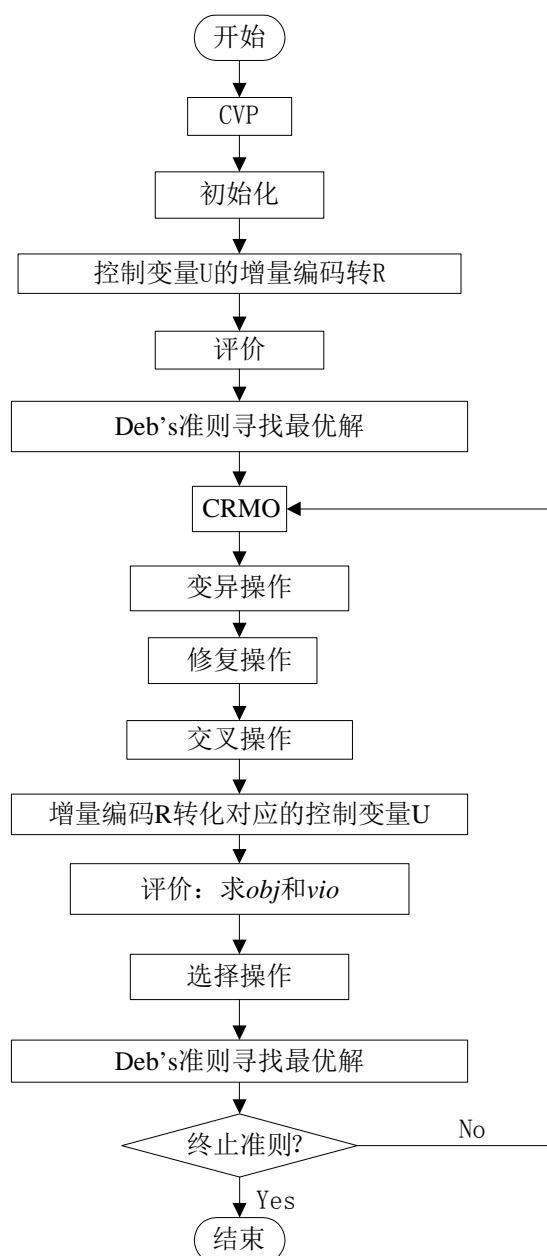 开始
CVP
初始化
控制变量U的增量编码转R
评价
Deb’s准则寻找最优解
CRMO
变异操作
修复操作
交叉操作
增量编码R转化对应的控制变量U
评价：求obj和vio
选择操作
Deb’s准则寻找最优解
终止准则?
No
Yes
结束